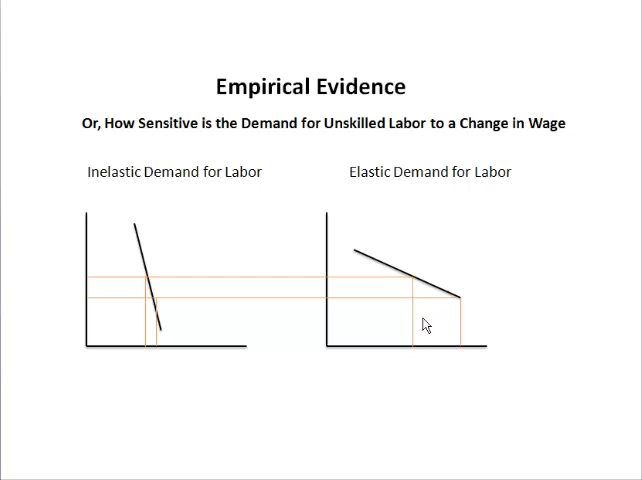 Empirical Evidence
Or, How Sensitive is the Demand for Unskilled Labor to a Change in Wage
Inelastic Demand for Labor
Elastic Demand for Labor